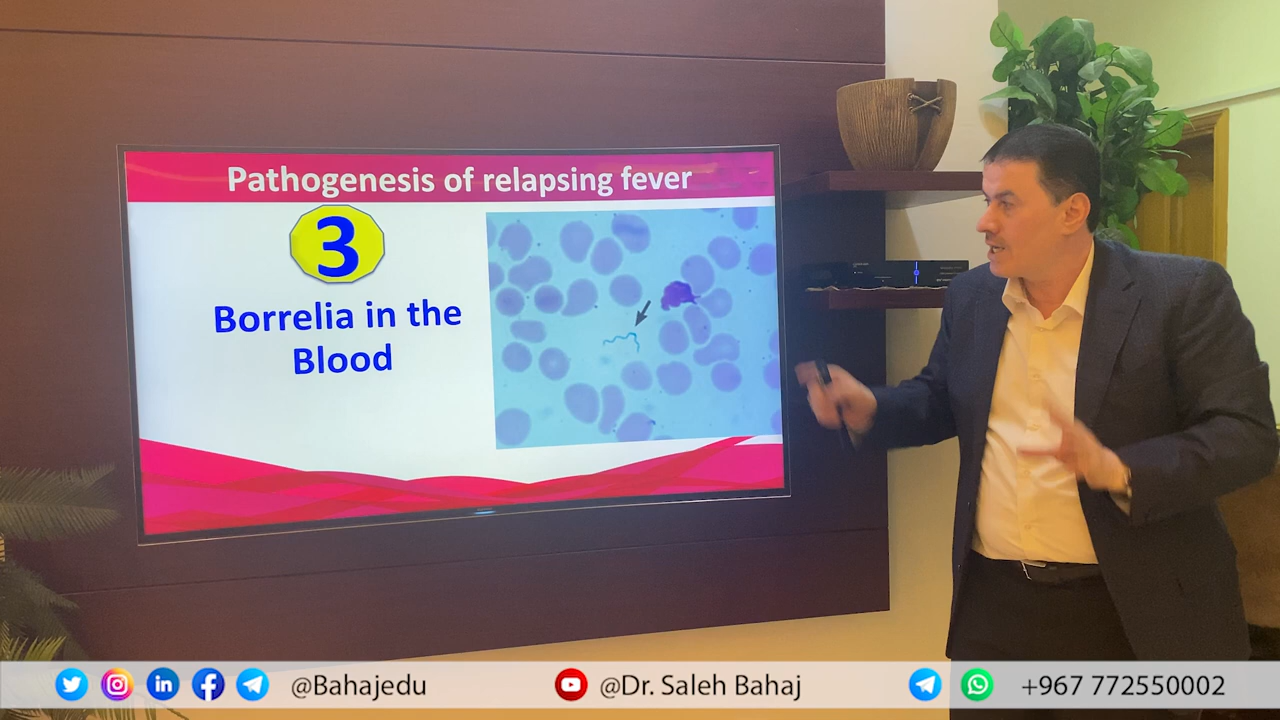 Pathogenesis of relapsing fever
3
Borrelia in the
Blood
@Bahajedu
@Dr. Saleh Bahaj
+967 772550002